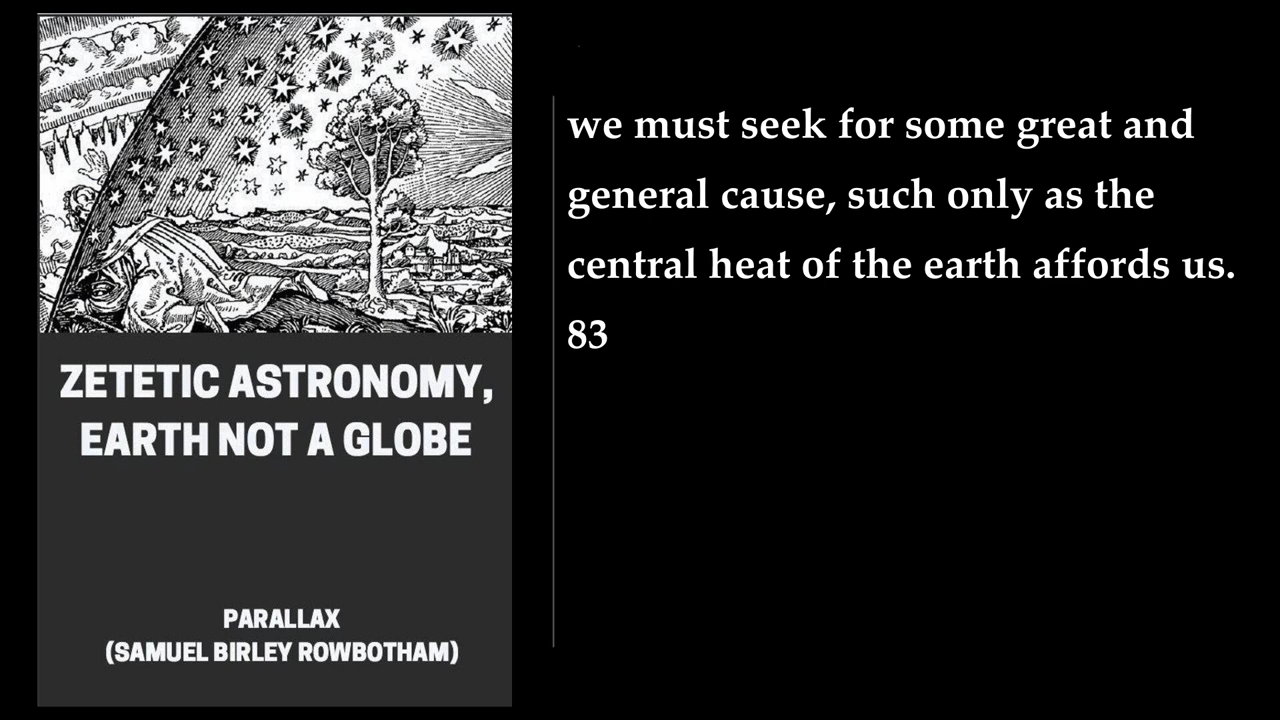 ZETETIC ASTRONOMY,
EARTH NOT A GLOBE
PARALLAX
(SAMUEL BIRLEY ROWBOTHAM)
we must seek for some great and
general cause, such only as the
central heat of the earth affords us.
83